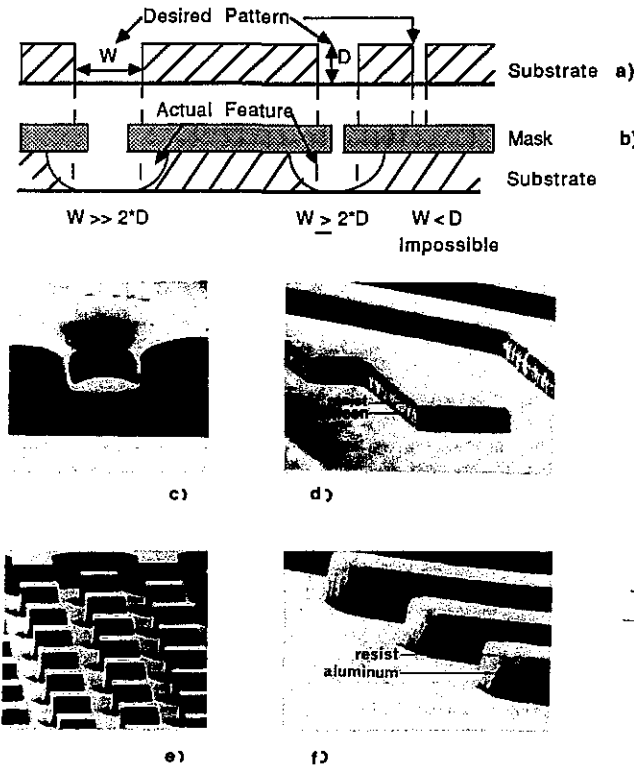 Desired Pattern
W
D
Substrate a)
Actual Feature
Mask b)
Substrate
W >> 2*D
W ≥ 2*D
W < D
Impossible
c)
d)
resist
aluminum
e)
f)